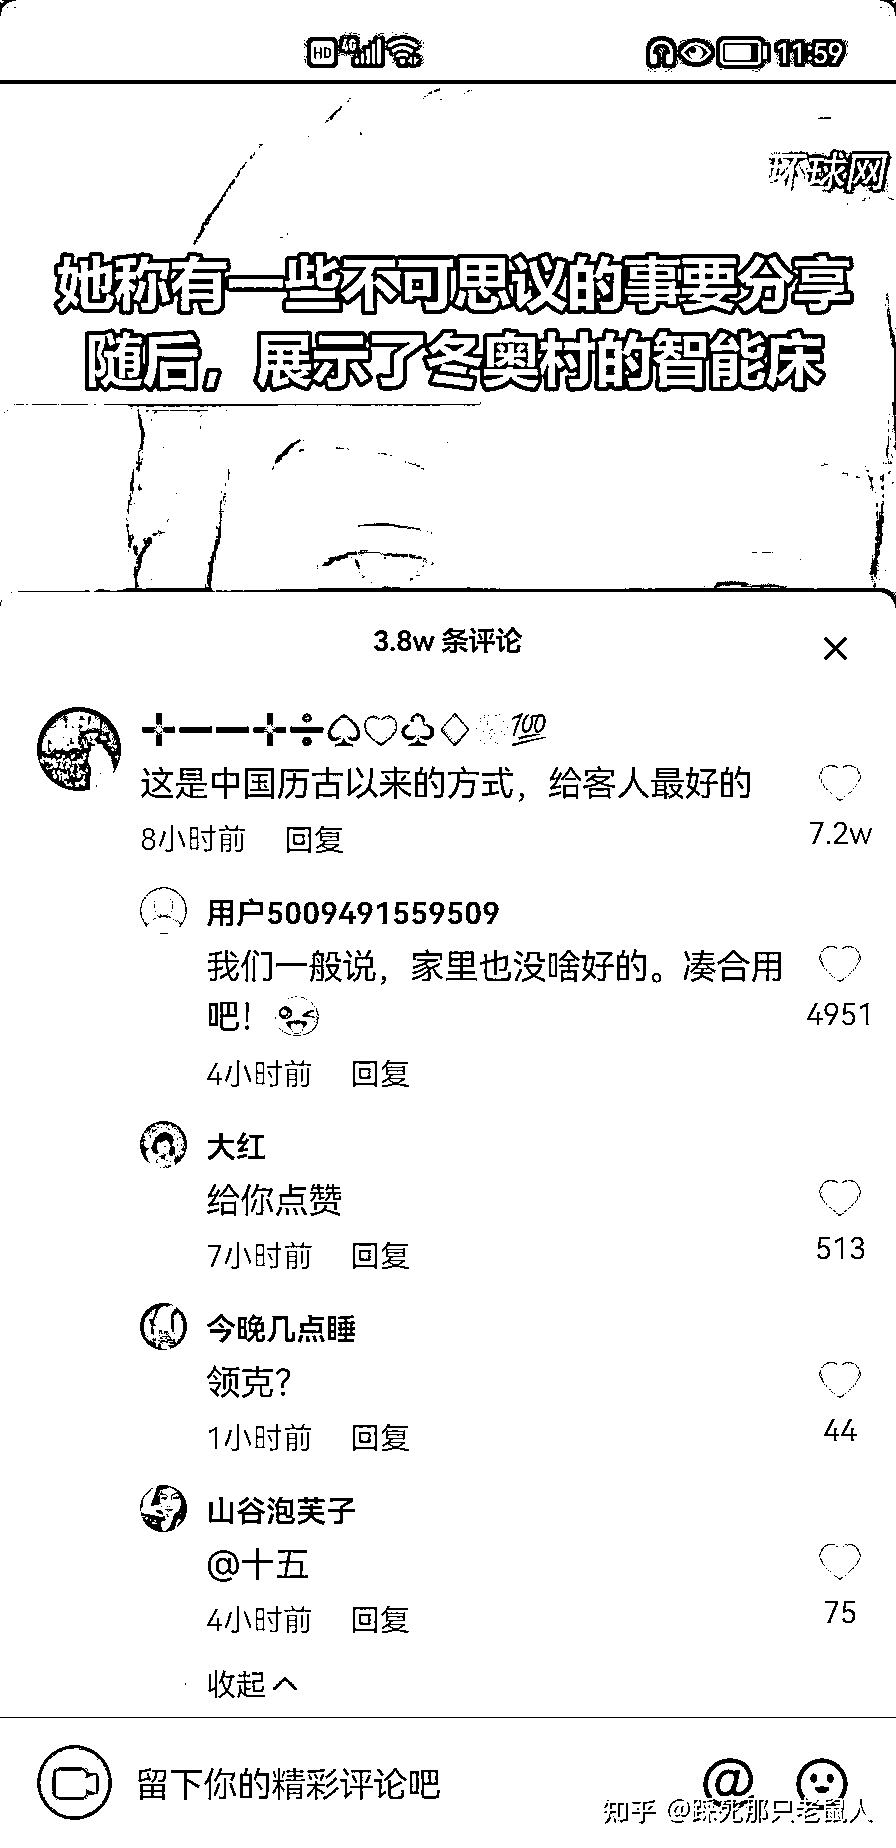 HD 4G 11:59
环球网
她称有一些不可思议的事要分享
随后，展示了冬奥村的智能床
3.8w 条评论
十一一十÷♤♡♧◇ 💯
这是中国历古以来的方式，给客人最好的
7.2w
8小时前 回复
用户5009491559509
我们一般说，家里也没啥好的。凑合用
吧！😜
4951
4小时前 回复
大红
给你点赞
513
7小时前 回复
今晚几点睡
领克？
44
1小时前 回复
山谷泡芙子
@十五
75
4小时前 回复
收起
留下你的精彩评论吧
知乎 @踩死那只老鼠人